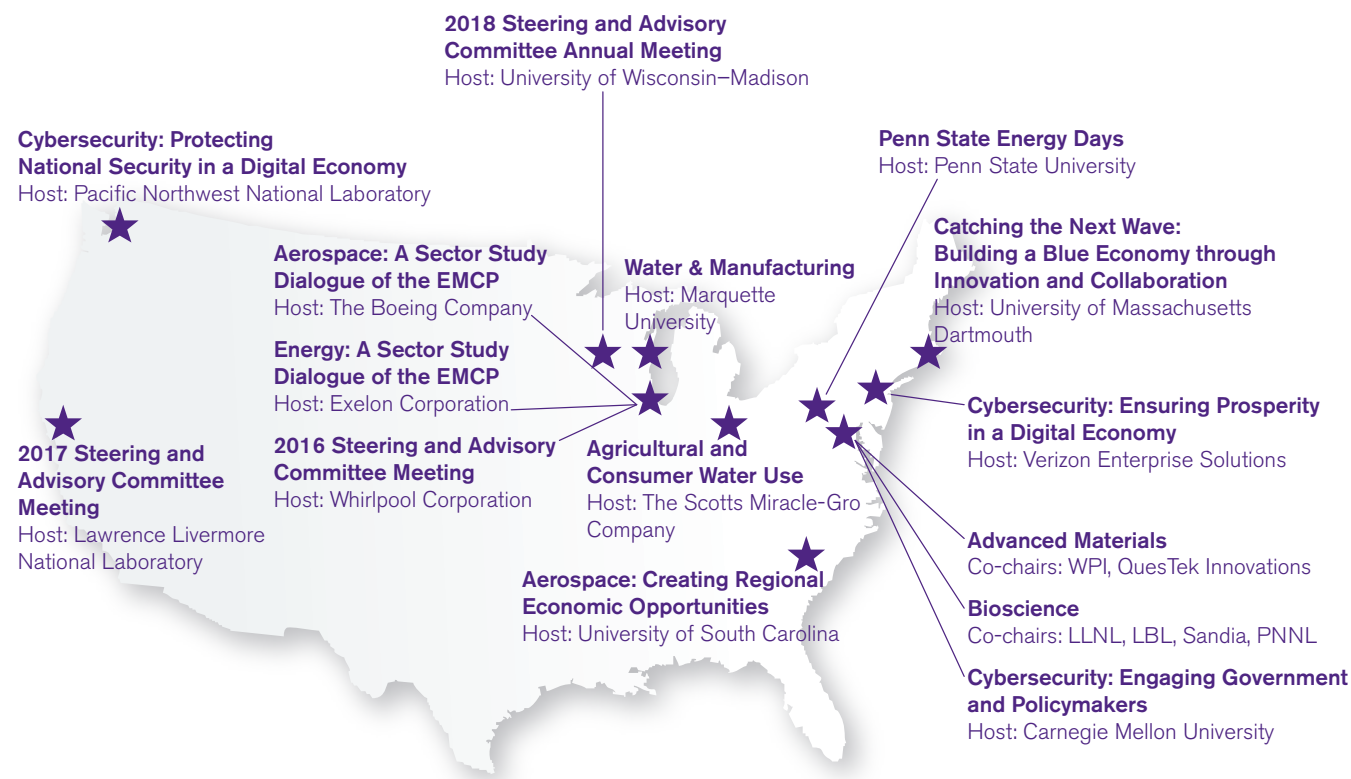 2018 Steering and Advisory
Committee Annual Meeting
Host: University of Wisconsin–Madison
Cybersecurity: Protecting
National Security in a Digital Economy
Host: Pacific Northwest National Laboratory
Penn State Energy Days
Host: Penn State University
Catching the Next Wave:
Building a Blue Economy through
Innovation and Collaboration
Host: University of Massachusetts
Dartmouth
Aerospace: A Sector Study
Dialogue of the EMCP
Host: The Boeing Company
Water & Manufacturing
Host: Marquette
University
Energy: A Sector Study
Dialogue of the EMCP
Host: Exelon Corporation
2016 Steering and Advisory
Committee Meeting
Host: Whirlpool Corporation
2017 Steering and
Advisory Committee
Meeting
Host: Lawrence Livermore
National Laboratory
Agricultural and
Consumer Water Use
Host: The Scotts Miracle-Gro
Company
Cybersecurity: Ensuring Prosperity
in a Digital Economy
Host: Verizon Enterprise Solutions
Aerospace: Creating Regional
Economic Opportunities
Host: University of South Carolina
Advanced Materials
Co-chairs: WPI, QuesTek Innovations
Bioscience
Co-chairs: LLNL, LBL, Sandia, PNNL
Cybersecurity: Engaging Government
and Policymakers
Host: Carnegie Mellon University